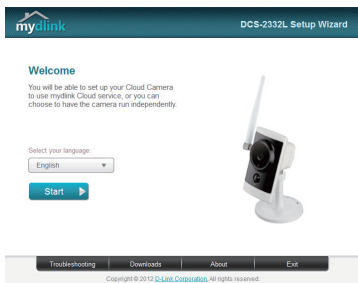 mydlink
DCS-2332L Setup Wizard
Welcome
You will be able to set up your Cloud Camera
to use mydlink Cloud service, or you can
choose to have the camera run independently.
Select your language:
English
Start
Troubleshooting Downloads About Exit
Copyright © 2012 D-Link Corporation. All rights reserved.